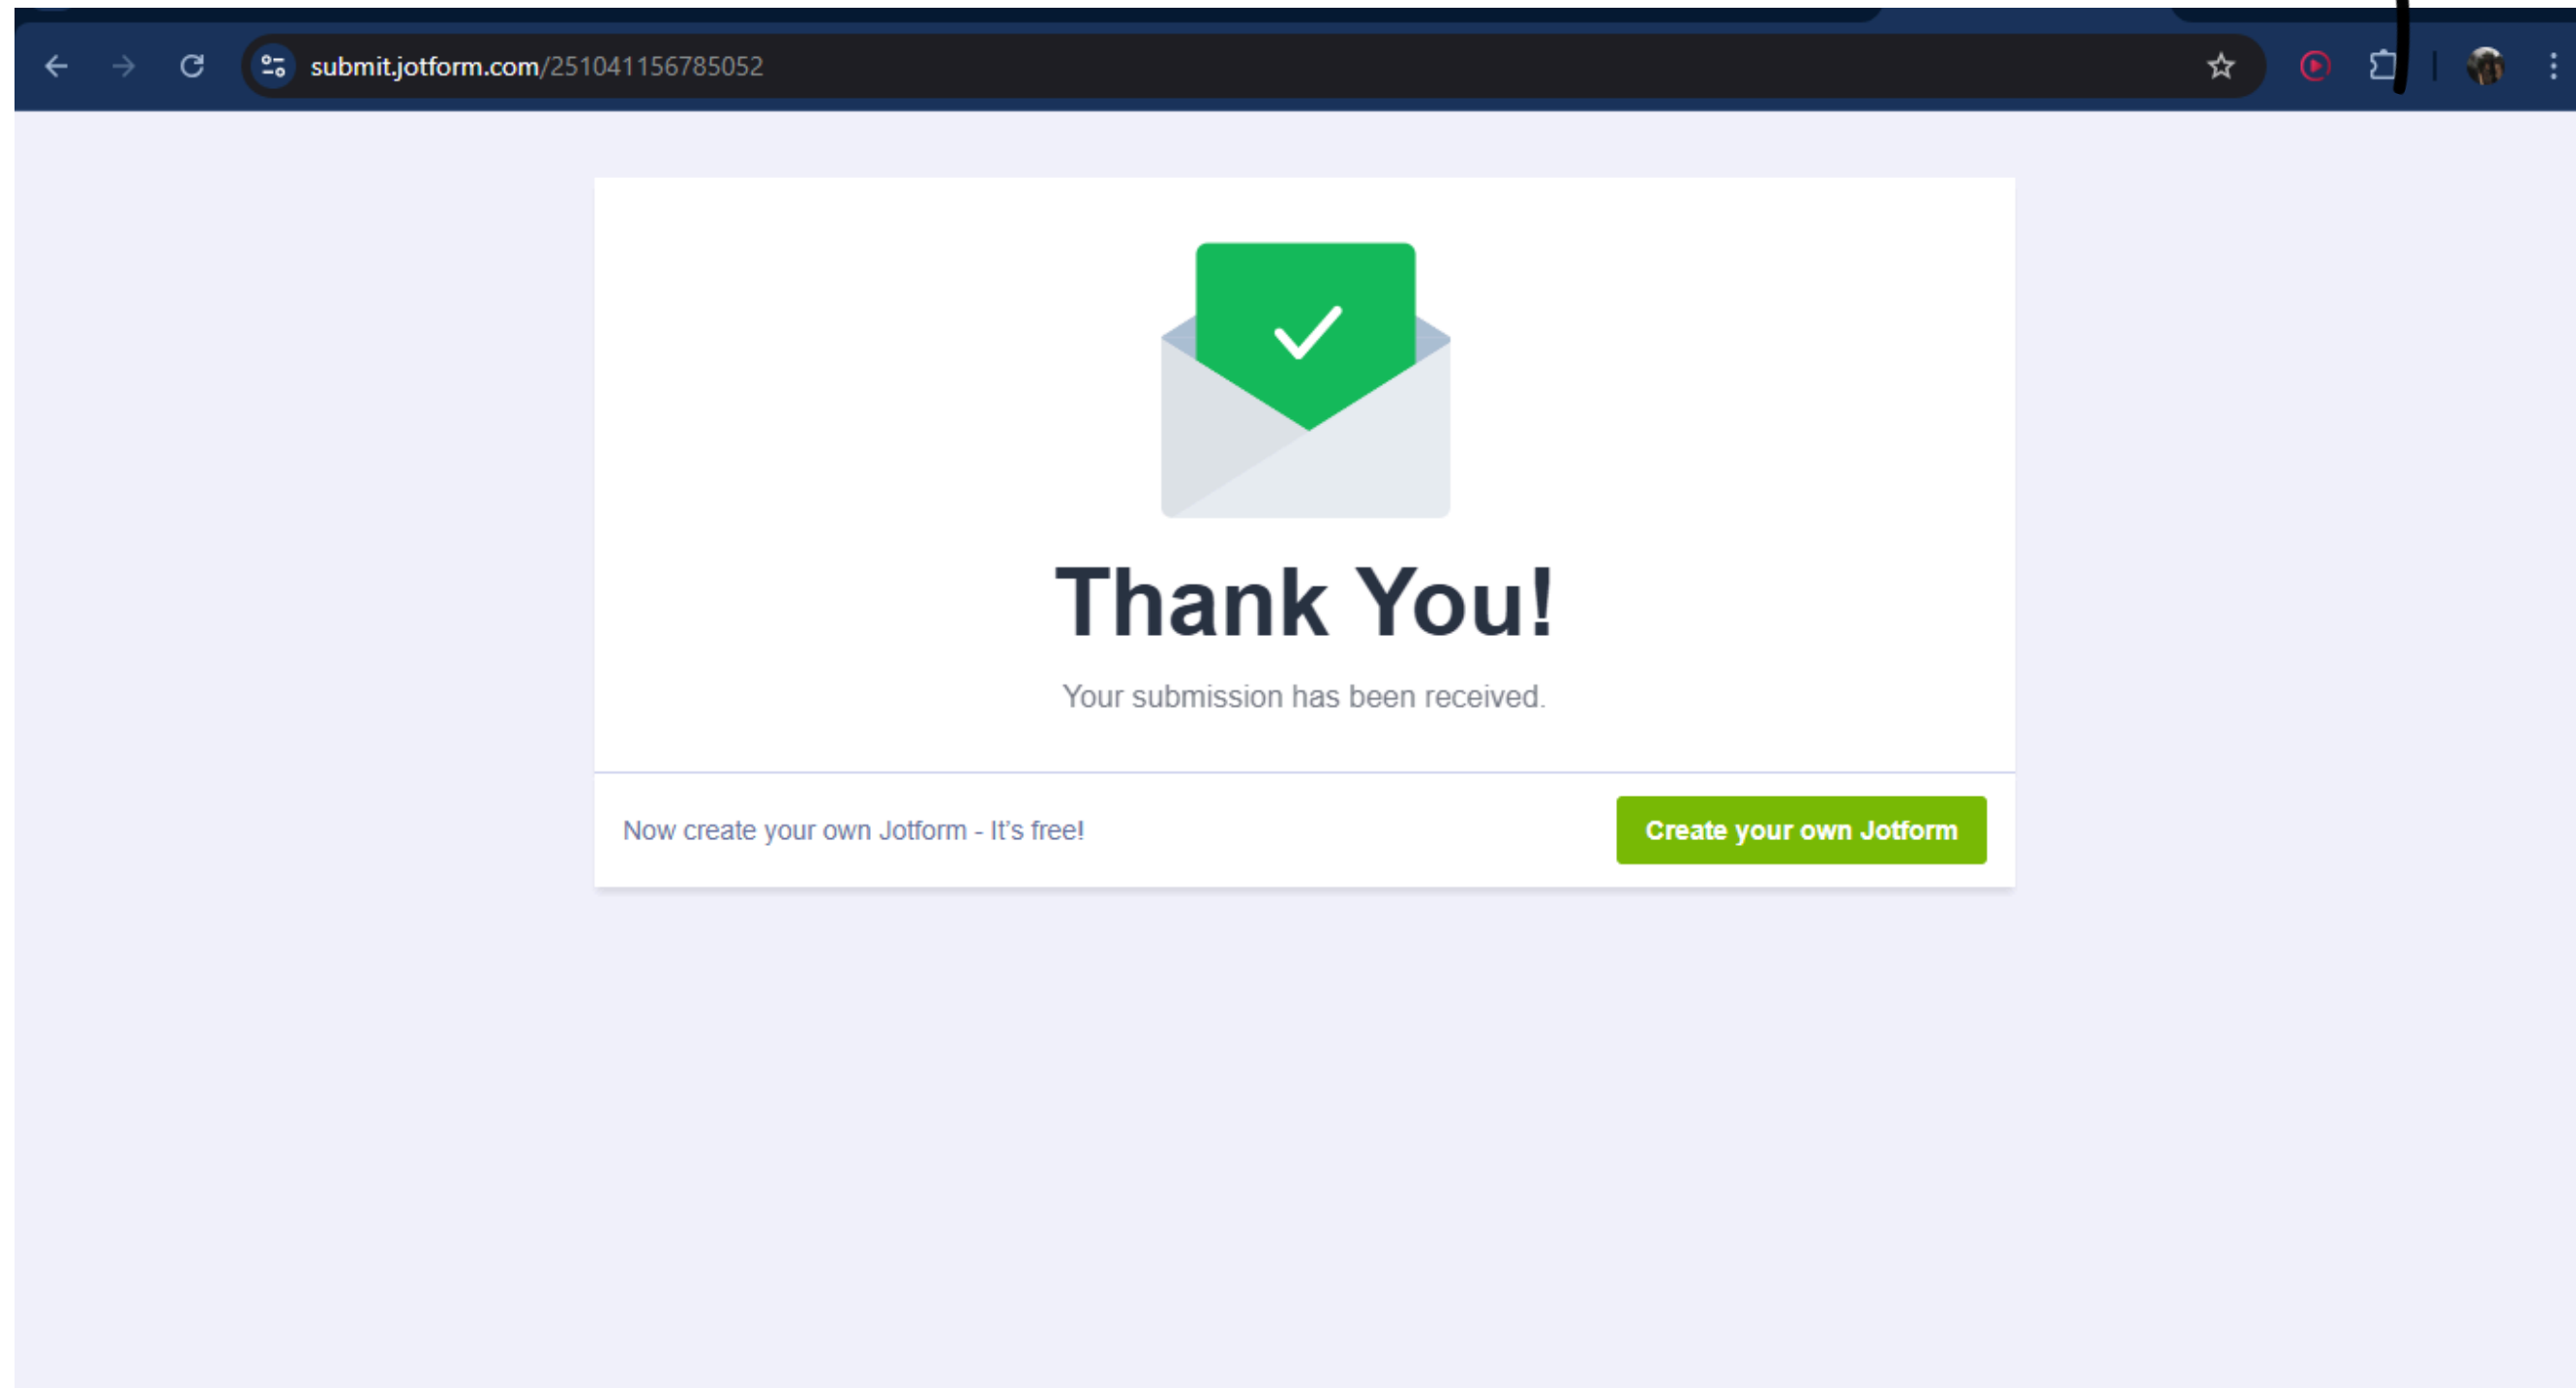 submit.jotform.com/251041156785052
Thank You!
Your submission has been received.
Now create your own Jotform - It's free!
Create your own Jotform